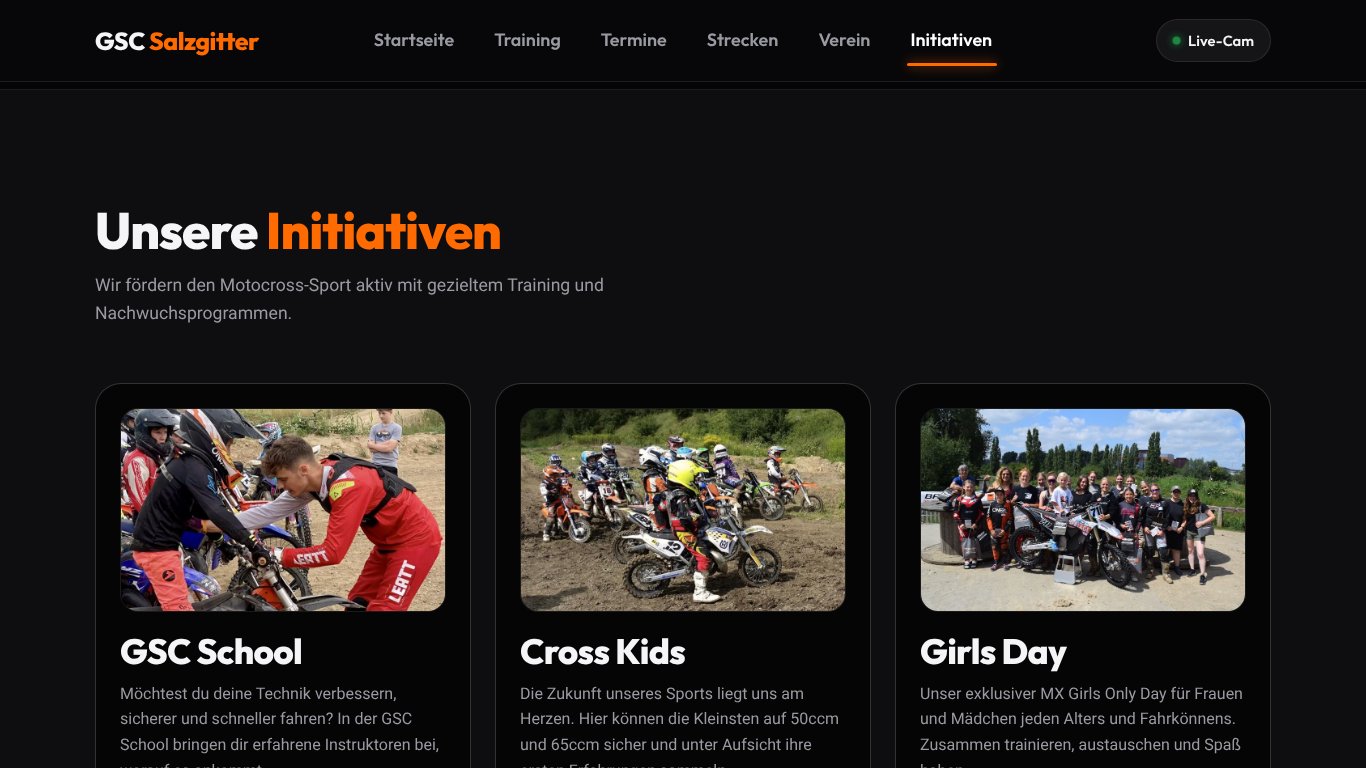 GSC Salzgitter
Startseite
Training
Termine
Strecken
Verein
Initiativen
Live-Cam
Unsere Initiativen
Wir fördern den Motocross-Sport aktiv mit gezieltem Training und
Nachwuchsprogrammen.
LEATT
LEATT
GSC School
Möchtest du deine Technik verbessern,
sicherer und schneller fahren? In der GSC
School bringen dir erfahrene Instruktoren bei,
Cross Kids
Die Zukunft unseres Sports liegt uns am
Herzen. Hier können die Kleinsten auf 50ccm
und 65ccm sicher und unter Aufsicht ihre
Girls Day
Unser exklusiver MX Girls Only Day für Frauen
und Mädchen jeden Alters und Fahrkönnens.
Zusammen trainieren, austauschen und Spaß